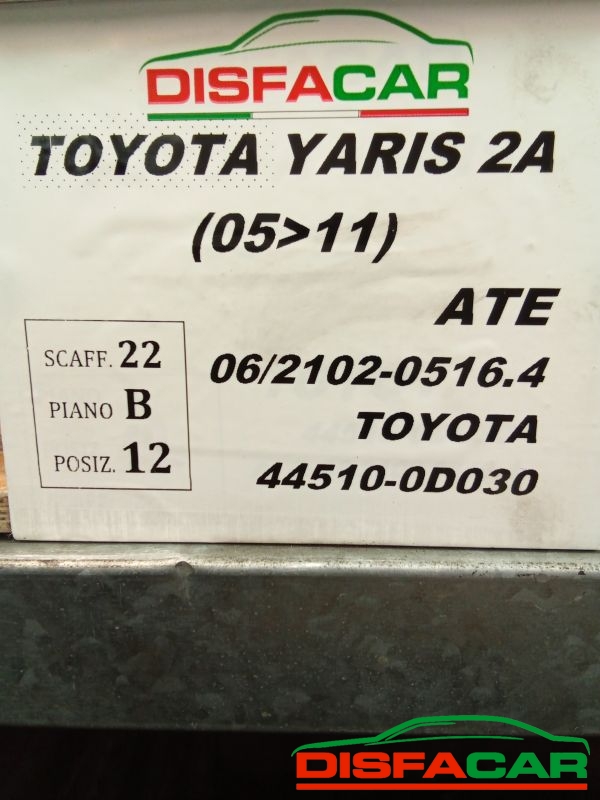 DISFACAR
TOYOTA YARIS 2A
(05>11)
ATE
06/2102-0516.4
TOYOTA
44510-0D030
SCAFF. 22
PIANO B
POSIZ. 12
DISFACAR